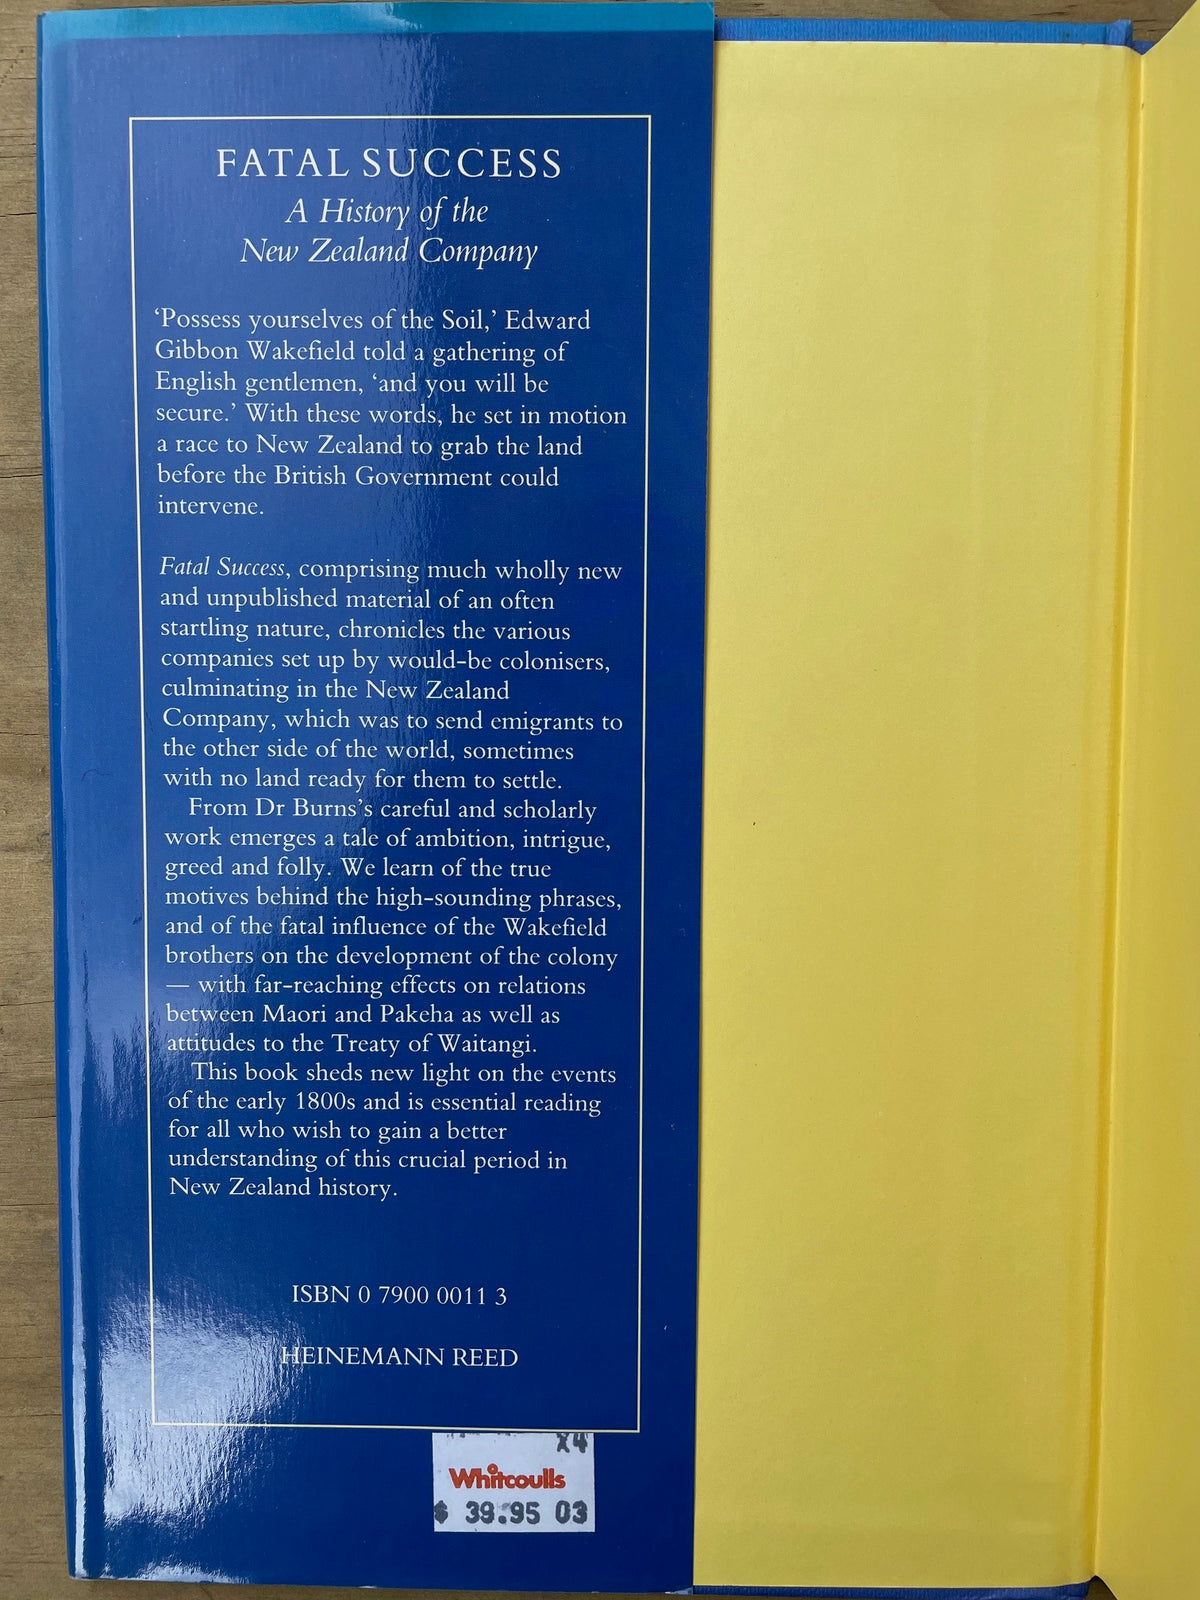 FATAL SUCCESS
A History of the
New Zealand Company
‘Possess yourselves of the Soil,’ Edward
Gibbon Wakefield told a gathering of
English gentlemen, ‘and you will be
secure.’ With these words, he set in motion
a race to New Zealand to grab the land
before the British Government could
intervene.
Fatal Success, comprising much wholly new
and unpublished material of an often
startling nature, chronicles the various
companies set up by would-be colonisers,
culminating in the New Zealand
Company, which was to send emigrants to
the other side of the world, sometimes
with no land ready for them to settle.
From Dr Burns’s careful and scholarly
work emerges a tale of ambition, intrigue,
greed and folly. We learn of the true
motives behind the high-sounding phrases,
and of the fatal influence of the Wakefield
brothers on the development of the colony
— with far-reaching effects on relations
between Maori and Pakeha as well as
attitudes to the Treaty of Waitangi.
This book sheds new light on the events
of the early 1800s and is essential reading
for all who wish to gain a better
understanding of this crucial period in
New Zealand history.
ISBN 0 7900 0011 3
HEINEMANN REED
X4
Whitcoulls
$ 39.95 03